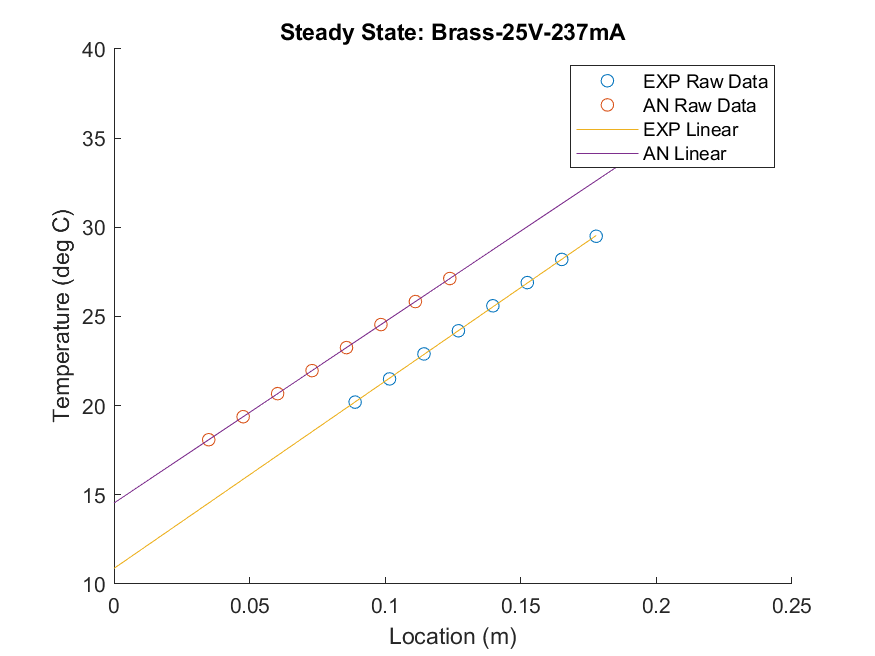 Steady State: Brass-25V-237mA
EXP Raw Data
AN Raw Data
EXP Linear
AN Linear
40
35
30
25
20
15
10
Temperature (deg C)
0
0.05
0.1
0.15
0.2
0.25
Location (m)